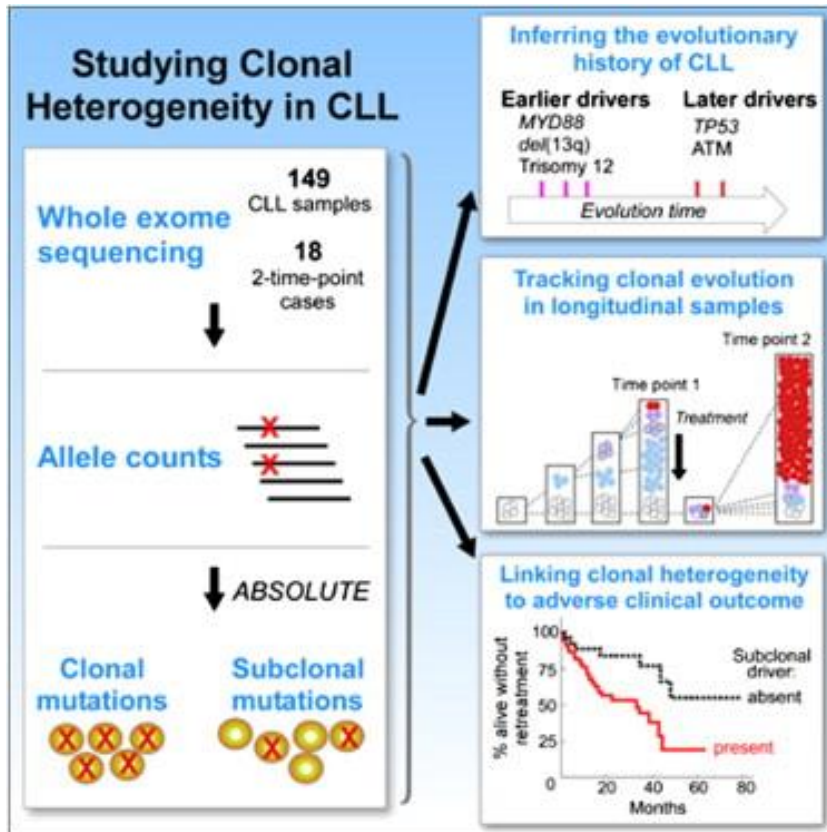 Studying Clonal
Heterogeneity in CLL
Whole exome
sequencing
149
CLL samples
18
2-time-point
cases
Allele counts
X
X
ABSOLUTE
Clonal
mutations
Subclonal
mutations
X X X
X X
X X
Inferring the evolutionary
history of CLL
Earlier drivers
MYD88
del(13q)
Trisomy 12
Later drivers
TP53
ATM
Evolution time
Tracking clonal evolution
in longitudinal samples
Time point 2
Time point 1
Treatment
Linking clonal heterogeneity
to adverse clinical outcome
% alive without
retreatment
100
75
50
25
0
20 40 60 80
Months
Subclonal
driver:
absent
present